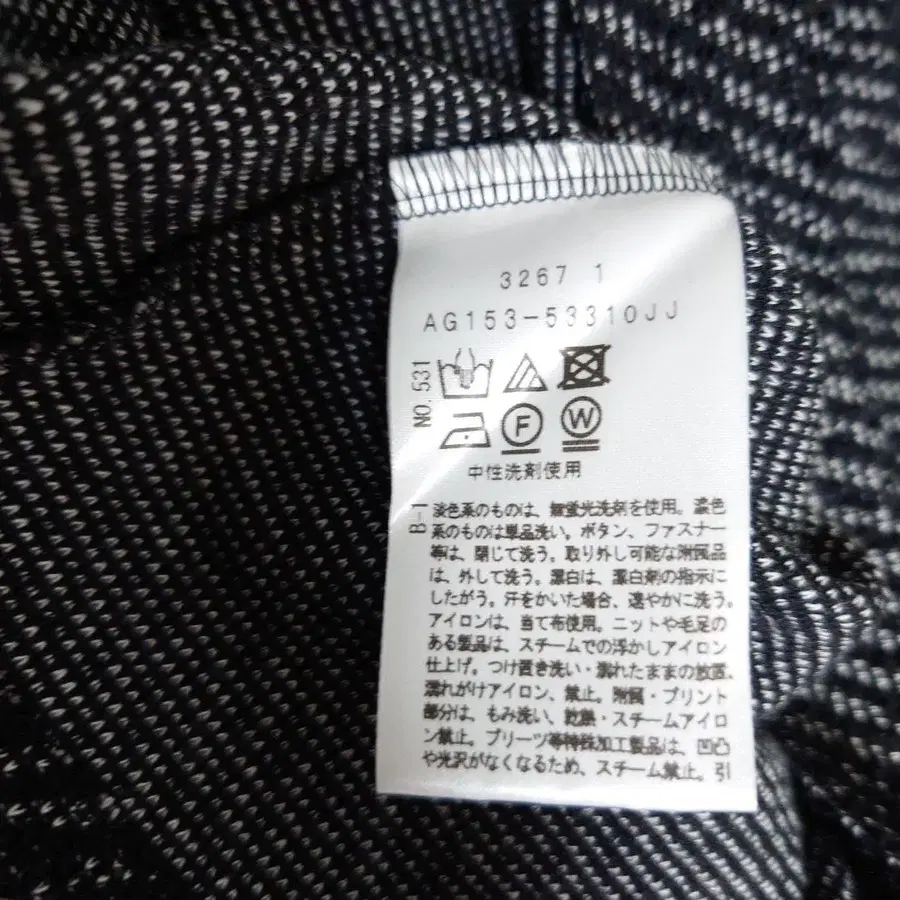 3267 1
AG153-53310JJ
NO. 531
F
W
中性洗剤使用
B-1
淡色系のものは、無蛍光洗剤を使用。濃色
系のものは単品洗い。ボタン、ファスナー
等は、閉じて洗う。取り外し可能な附属品
は、外して洗う。漂白は、漂白剤の指示に
したがう。汗をかいた場合、速やかに洗う。
アイロンは、当て布使用。ニットや毛足の
ある製品は、スチームでの浮かしアイロン
仕上げ。つけ置き洗い・濡れたままの放置、
濡れがけアイロン、禁止。附属・プリント
部分は、もみ洗い、乾熱・スチームアイロ
ン禁止。プリーツ等特殊加工製品は、凹凸
や光沢がなくなるため、スチーム禁止。引